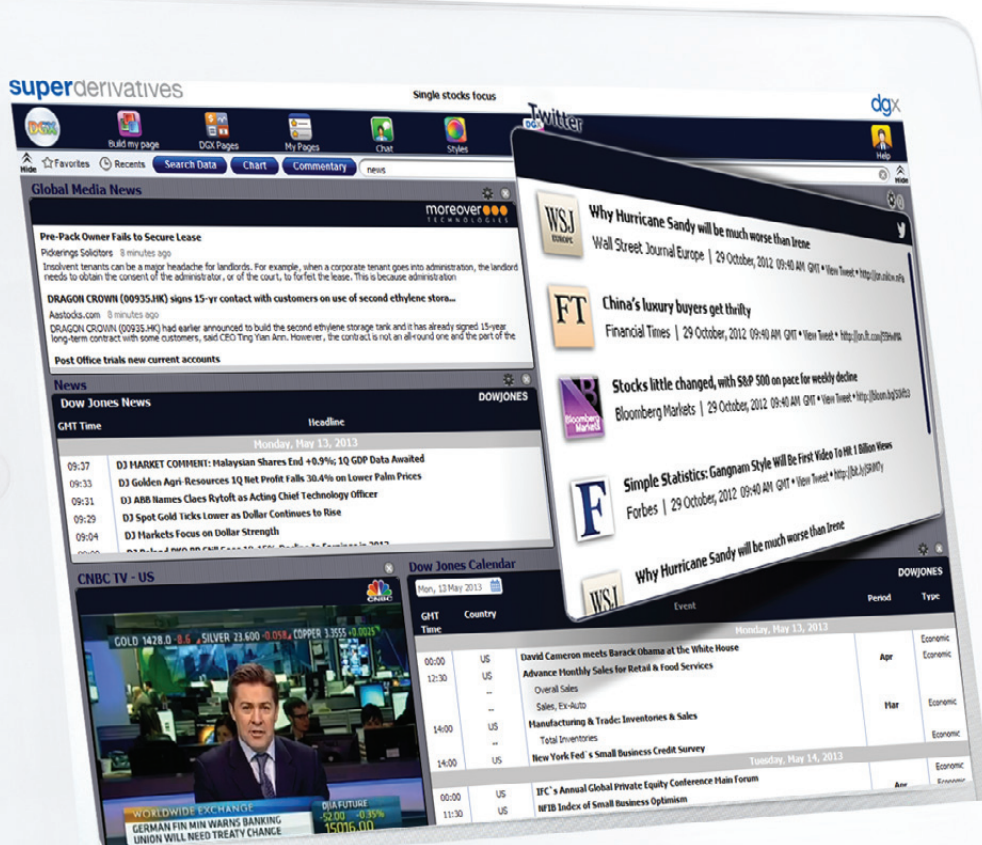 superderivatives
Single stocks focus
dgx
DGX
Build my page
DGX Pages
My Pages
Chat
Styles
Help
Hide
Favorites
Recents
Search Data
Chart
Commentary
news
Hide
Global Media News
moreover
TECHNOLOGIES
Pre-Pack Owner Fails to Secure Lease
Pickerings Solicitors 8 minutes ago
Insolvent tenants can be a major headache for landlords. For example, when a corporate tenant goes into administration, the landlord
needs to obtain the consent of the administrator, or of the court, to forfeit the lease. This is because administration
DRAGON CROWN (00935.HK) signs 15-yr contact with customers on use of second ethylene stora...
Aastocks.com 8 minutes ago
DRAGON CROWN (00935.HK) had earlier announced to build the second ethylene storage tank and it has already signed 15-year
long-term contract with some customers, said CEO Ting Yian Ann. However, the contract is not an all-round one and the part of the
Post Office trials new current accounts
DGX Twitter
WSJ
EUROPE
Why Hurricane Sandy will be much worse than Irene
Wall Street Journal Europe | 29 October, 2012 09:40 AM GMT • View Tweet •
FT
China's luxury buyers get thrifty
Financial Times | 29 October, 2012 09:40 AM GMT • View Tweet •
B
Bloomberg
Markets
Stocks little changed, with S&P 500 on pace for weekly decline
Bloomberg Markets | 29 October, 2012 09:40 AM GMT • View Tweet •
F
Simple Statistics: Gangnam Style Will Be First Video To Hit 1 Billion Views
Forbes | 29 October, 2012 09:40 AM GMT • View Tweet •
WSJ
Why Hurricane Sandy will be much worse than Irene
News
Dow Jones News
DOWJONES
GMT Time
Headline
Monday, May 13, 2013
09:37 DJ MARKET COMMENT: Malaysian Shares End +0.9%; 1Q GDP Data Awaited
09:33 DJ Golden Agri-Resources 1Q Net Profit Falls 30.4% on Lower Palm Prices
09:31 DJ ABB Names Claes Rytoft as Acting Chief Technology Officer
09:29 DJ Spot Gold Ticks Lower as Dollar Continues to Rise
09:04 DJ Markets Focus on Dollar Strength
CNBC TV - US
CNBC
GOLD 1428.0 -8.6 SILVER 23.600 -0.058 COPPER 3.3555 +0.0025
WORLDWIDE EXCHANGE
GERMAN FIN MIN WARNS BANKING
UNION WILL NEED TREATY CHANGE
DJIA FUTURE
-52.00 -0.35%
15016.00
Dow Jones Calendar
Mon, 13 May 2013
DOWJONES
GMT Time
Country
Event
Period
Type
Monday, May 13, 2013
00:00 US David Cameron meets Barack Obama at the White House Economic
12:30 US Advance Monthly Sales for Retail & Food Services Apr Economic
-- Overall Sales
-- Sales, Ex-Auto
14:00 US Manufacturing & Trade: Inventories & Sales Mar Economic
-- Total Inventories
14:00 US New York Fed`s Small Business Credit Survey Economic
Tuesday, May 14, 2013
00:00 US IFC`s Annual Global Private Equity Conference Main Forum Economic
11:30 US NFIB Index of Small Business Optimism Apr Economic